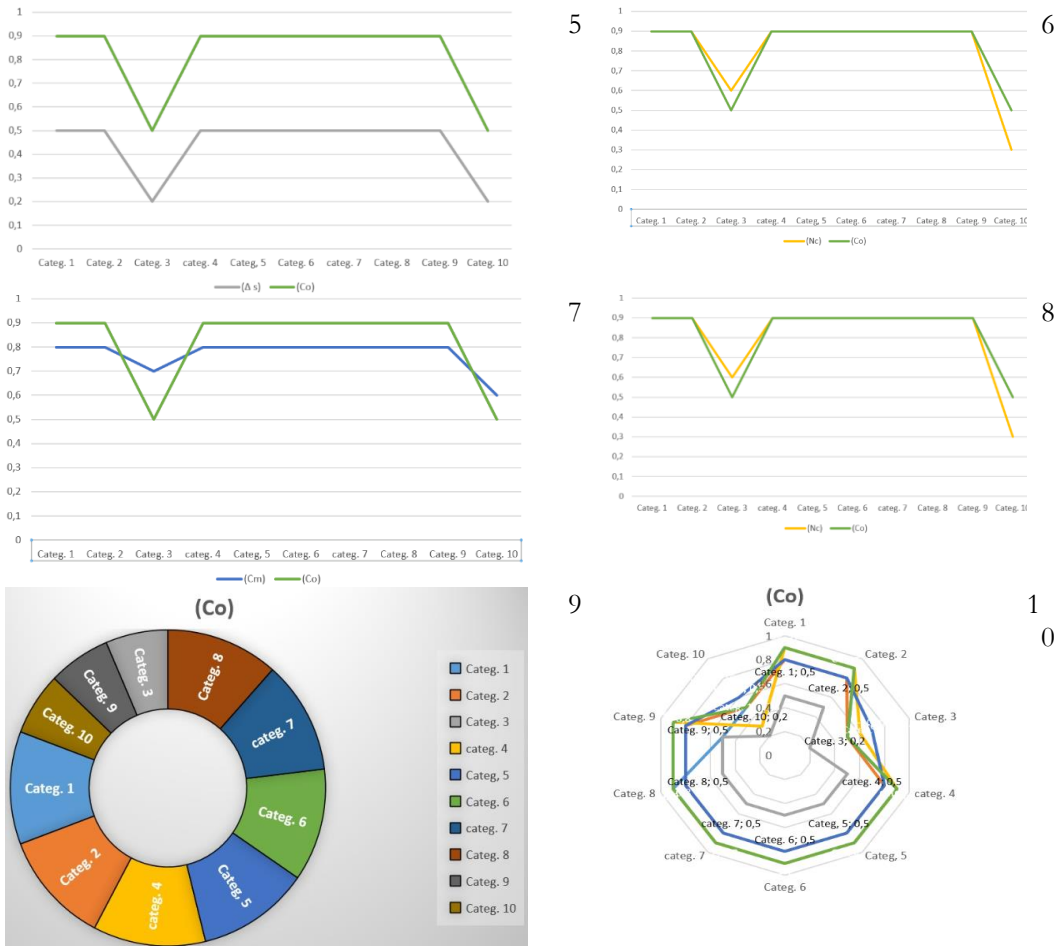 1
0,9
0,8
0,7
0,6
0,5
0,4
0,3
0,2
0,1
0
Categ. 1 Categ. 2 Categ. 3 categ. 4 Categ, 5 Categ. 6 categ. 7 Categ. 8 Categ. 9 Categ. 10
(Δ s) (Co)
5
1
0,9
0,8
0,7
0,6
0,5
0,4
0,3
0,2
0,1
0
Categ. 1 Categ. 2 Categ. 3 categ. 4 Categ, 5 Categ. 6 categ. 7 Categ. 8 Categ. 9 Categ. 10
(Nc) (Co)
6
1
0,9
0,8
0,7
0,6
0,5
0,4
0,3
0,2
0,1
0
Categ. 1 Categ. 2 Categ. 3 categ. 4 Categ, 5 Categ. 6 categ. 7 Categ. 8 Categ. 9 Categ. 10
(Cm) (Co)
7
1
0,9
0,8
0,7
0,6
0,5
0,4
0,3
0,2
0,1
0
Categ. 1 Categ. 2 Categ. 3 categ. 4 Categ, 5 Categ. 6 categ. 7 Categ. 8 Categ. 9 Categ. 10
(Nc) (Co)
8
(Co)
Categ. 8
categ. 7
Categ. 6
Categ, 5
categ. 4
Categ. 2
Categ. 1
Categ. 10
Categ. 9
Categ. 3
Categ. 1
Categ. 2
Categ. 3
categ. 4
Categ, 5
Categ. 6
categ. 7
Categ. 8
Categ. 9
Categ. 10
9
(Co)
Categ. 1
Categ. 2
Categ. 3
categ. 4
Categ, 5
Categ. 6
categ. 7
Categ. 8
Categ. 9
Categ. 10
1
0,8
0,6
0,4
0,2
0
Categ. 1; 0,5
Categ. 2; 0,5
Categ. 3; 0,2
categ. 4; 0,5
Categ, 5; 0,5
Categ. 6; 0,5
categ. 7; 0,5
Categ. 8; 0,5
Categ. 9; 0,5
Categ. 10; 0,2
1
0